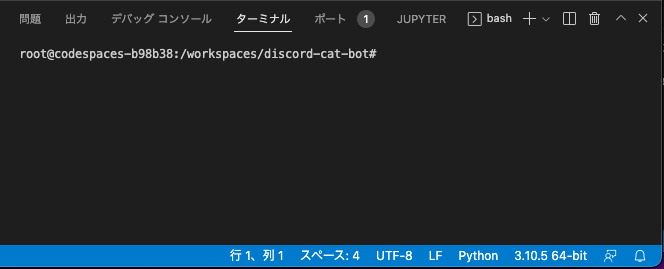 問題 出力 デバッグ コンソール ターミナル ポート 1 JUPYTER bash
root@codespaces-b98b38:/workspaces/discord-cat-bot#
行 1、列 1 スペース: 4 UTF-8 LF Python 3.10.5 64-bit